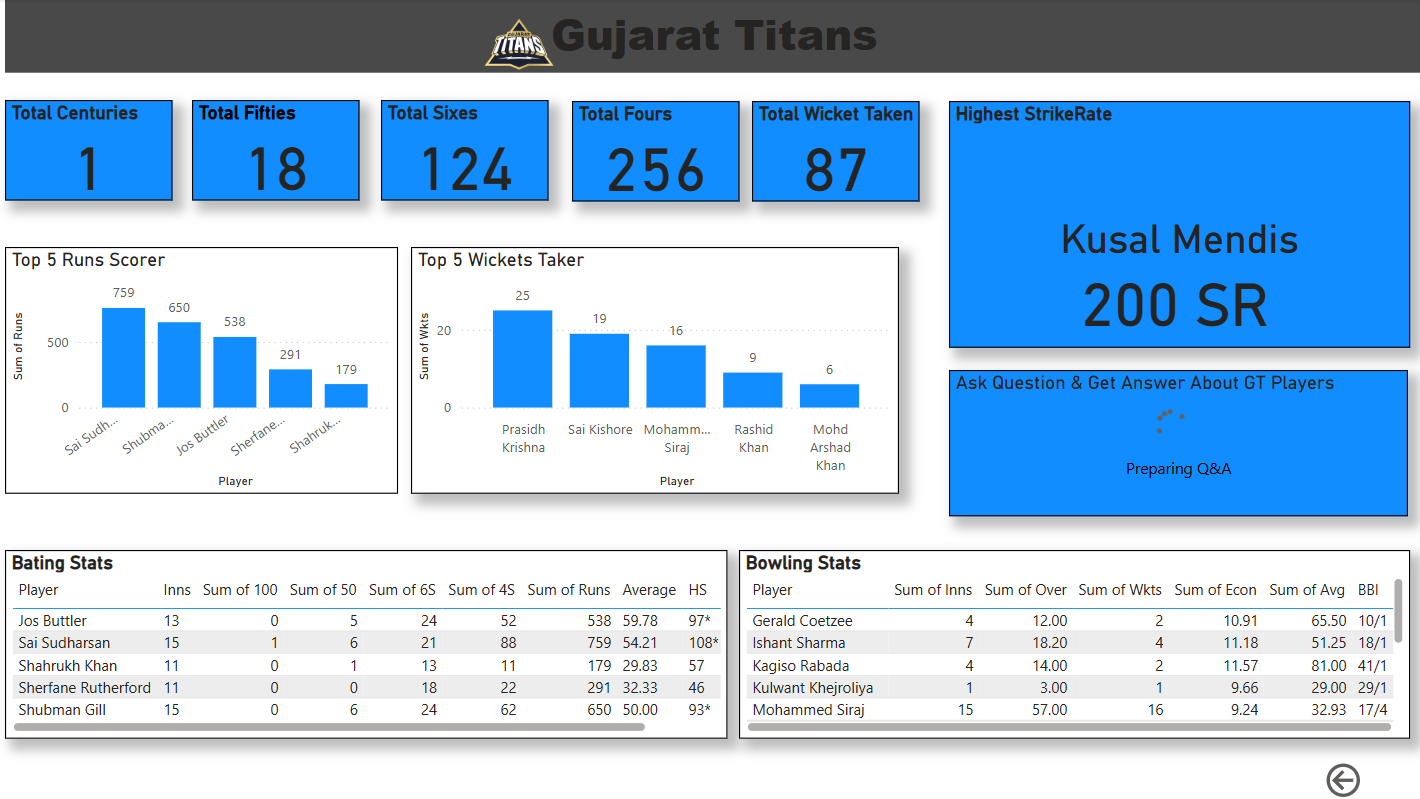 GUJARAT
TITANS
Gujarat Titans
Total Centuries
1
Total Fifties
18
Total Sixes
124
Total Fours
256
Total Wicket Taken
87
Highest StrikeRate
Kusal Mendis
200 SR
Top 5 Runs Scorer
Sum of Runs
500
0
759
650
538
291
179
Sai Sudh...
Shubma...
Jos Buttler
Sherfane...
Shahruk...
Player
Top 5 Wickets Taker
Sum of Wkts
20
0
25
19
16
9
6
Prasidh
Krishna
Sai Kishore
Mohamm...
Siraj
Rashid
Khan
Mohd
Arshad
Khan
Player
Ask Question & Get Answer About GT Players
Preparing Q&A
Bating Stats
Player Inns Sum of 100 Sum of 50 Sum of 6S Sum of 4S Sum of Runs Average HS
Jos Buttler 13 0 5 24 52 538 59.78 97*
Sai Sudharsan 15 1 6 21 88 759 54.21 108*
Shahrukh Khan 11 0 1 13 11 179 29.83 57
Sherfane Rutherford 11 0 0 18 22 291 32.33 46
Shubman Gill 15 0 6 24 62 650 50.00 93*
Bowling Stats
Player Sum of Inns Sum of Over Sum of Wkts Sum of Econ Sum of Avg BBI
Gerald Coetzee 4 12.00 2 10.91 65.50 10/1
Ishant Sharma 7 18.20 4 11.18 51.25 18/1
Kagiso Rabada 4 14.00 2 11.57 81.00 41/1
Kulwant Khejroliya 1 3.00 1 9.66 29.00 29/1
Mohammed Siraj 15 57.00 16 9.24 32.93 17/4